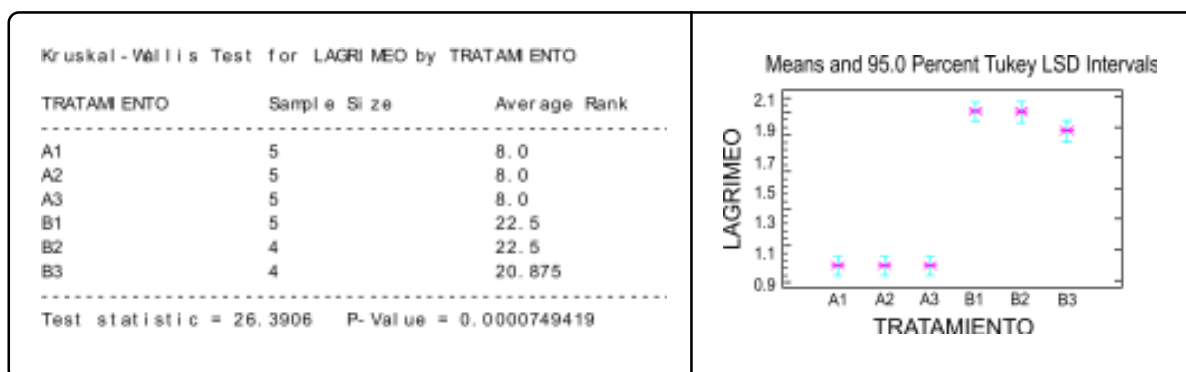 Kruskal-Wallis Test for LAGRIMEO by TRATAMIENTO
TRATAMIENTO Sample Size Average Rank
A1 5 8.0
A2 5 8.0
A3 5 8.0
B1 5 22.5
B2 4 22.5
B3 4 20.875
Test statistic = 26.3906 P-Value = 0.0000749419
Means and 95.0 Percent Tukey LSD Intervals
LAGRIMEO
2.1
1.9
1.7
1.5
1.3
1.1
0.9
A1 A2 A3 B1 B2 B3
TRATAMIENTO